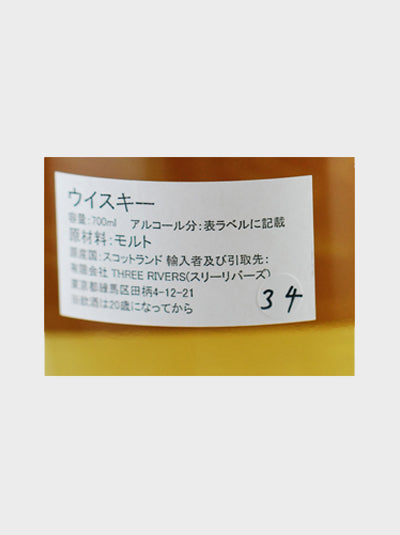 ウイスキー
容量:700ml アルコール分:表ラベルに記載
原材料:モルト
原産国:スコットランド 輸入者及び引取先:
有限会社 THREE RIVERS(スリーリバーズ)
東京都練馬区田柄4-12-21
※飲酒は20歳になってから
34